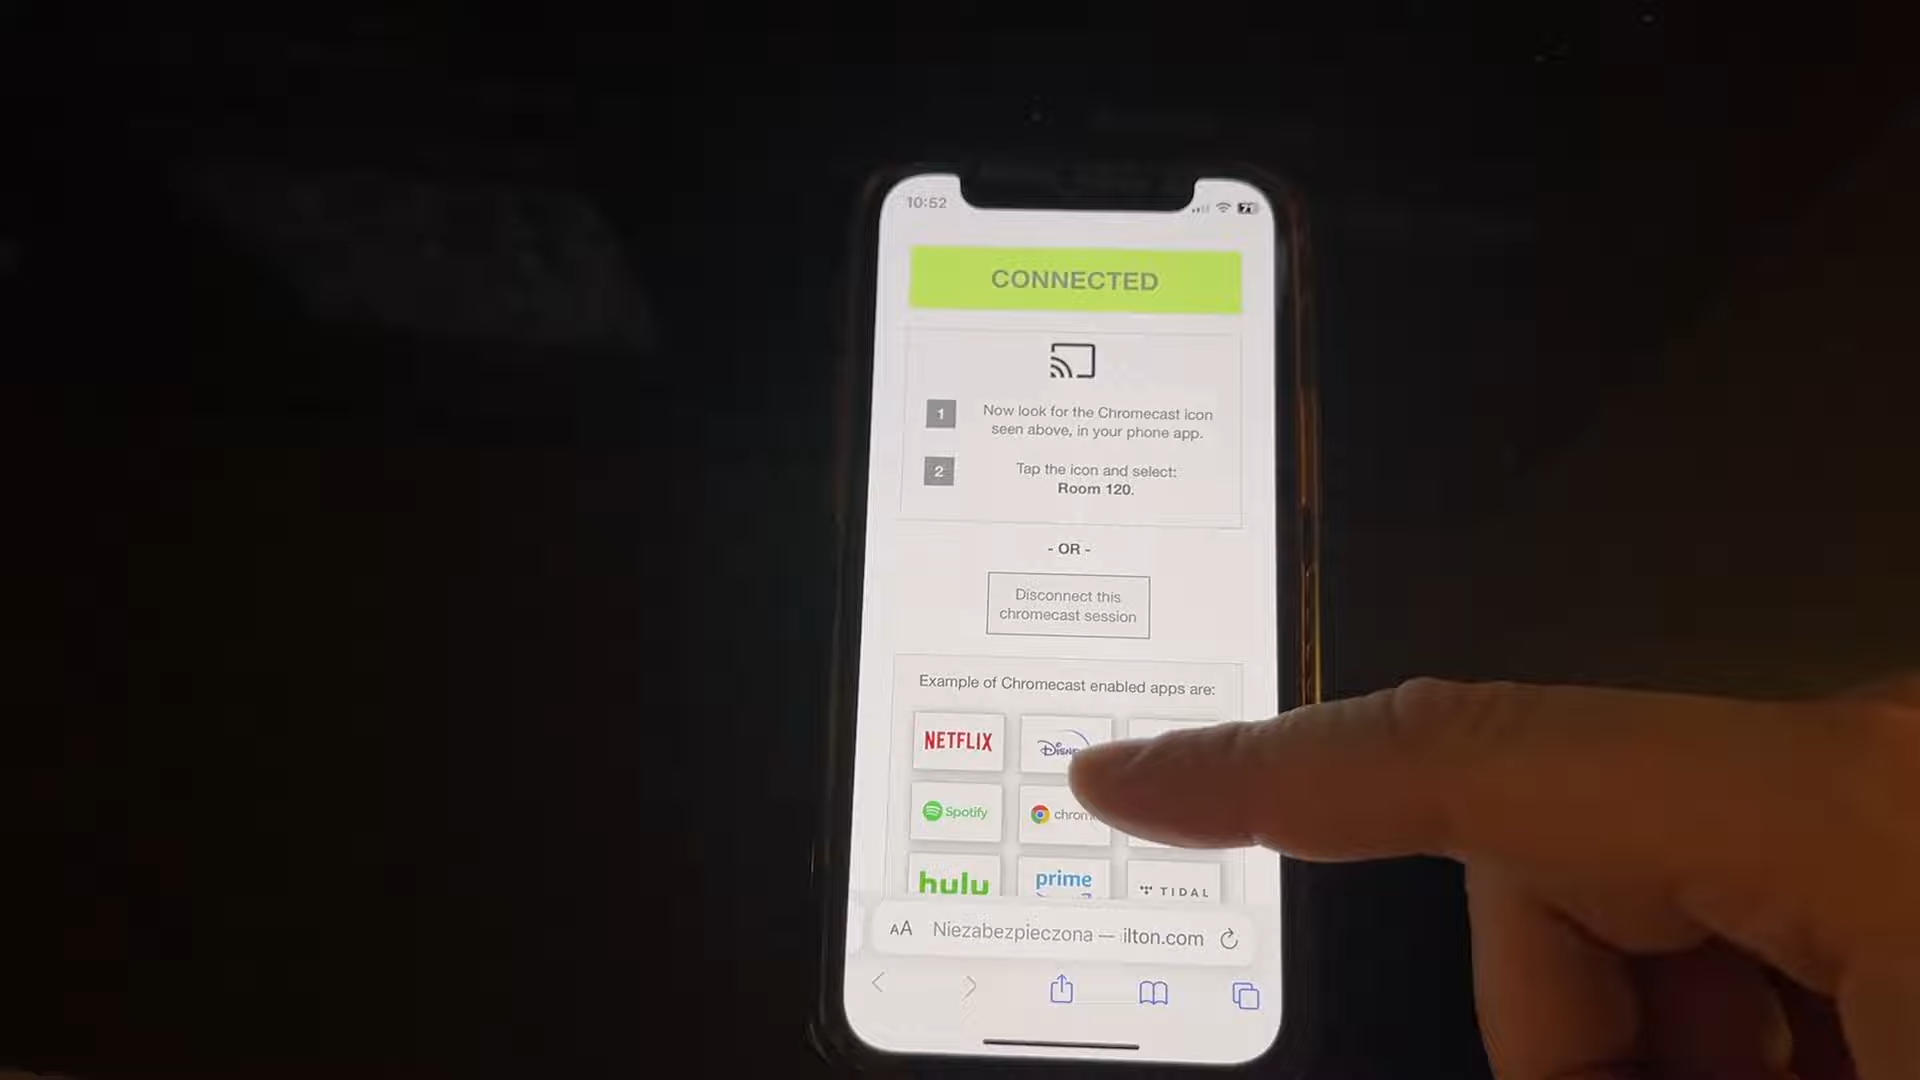 10:52
CONNECTED
1
Now look for the Chromecast icon
seen above, in your phone app.
2
Tap the icon and select:
Room 120.
- OR -
Disconnect this
chromecast session
Example of Chromecast enabled apps are:
NETFLIX
Spotify
hulu
prime
TIDAL
AA
Niezabezpieczona — ilton.com